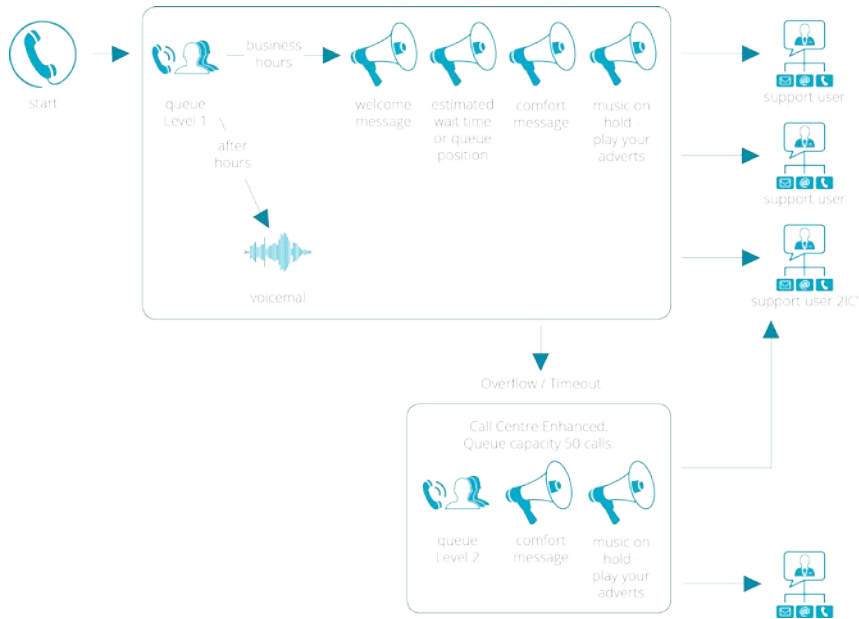 start
queue
Level 1
business
hours
after
hours
voicemal
welcome
message
estimated
wait time
or queue
position
comfort
message
music on
hold -
play your
adverts
support user
support user
support user 2IC
Overflow / Timeout
Call Centre Enhanced.
Queue capacity 50 calls.
queue
Level 2
comfort
message
music on
hold -
play your
adverts